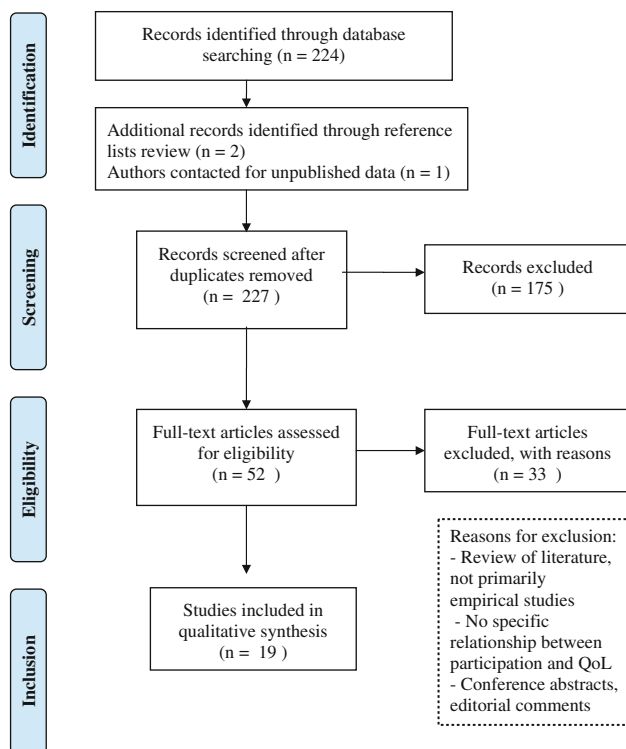 Identification
Records identified through database
searching (n = 224)
Additional records identified through reference
lists review (n = 2)
Authors contacted for unpublished data (n = 1)
Screening
Records screened after
duplicates removed
(n = 227 )
Records excluded
(n = 175 )
Eligibility
Full-text articles assessed
for eligibility
(n = 52 )
Full-text articles
excluded, with reasons
(n = 33 )
Reasons for exclusion:
- Review of literature,
not primarily
empirical studies
- No specific
relationship between
participation and QoL
- Conference abstracts,
editorial comments
Inclusion
Studies included in
qualitative synthesis
(n = 19 )